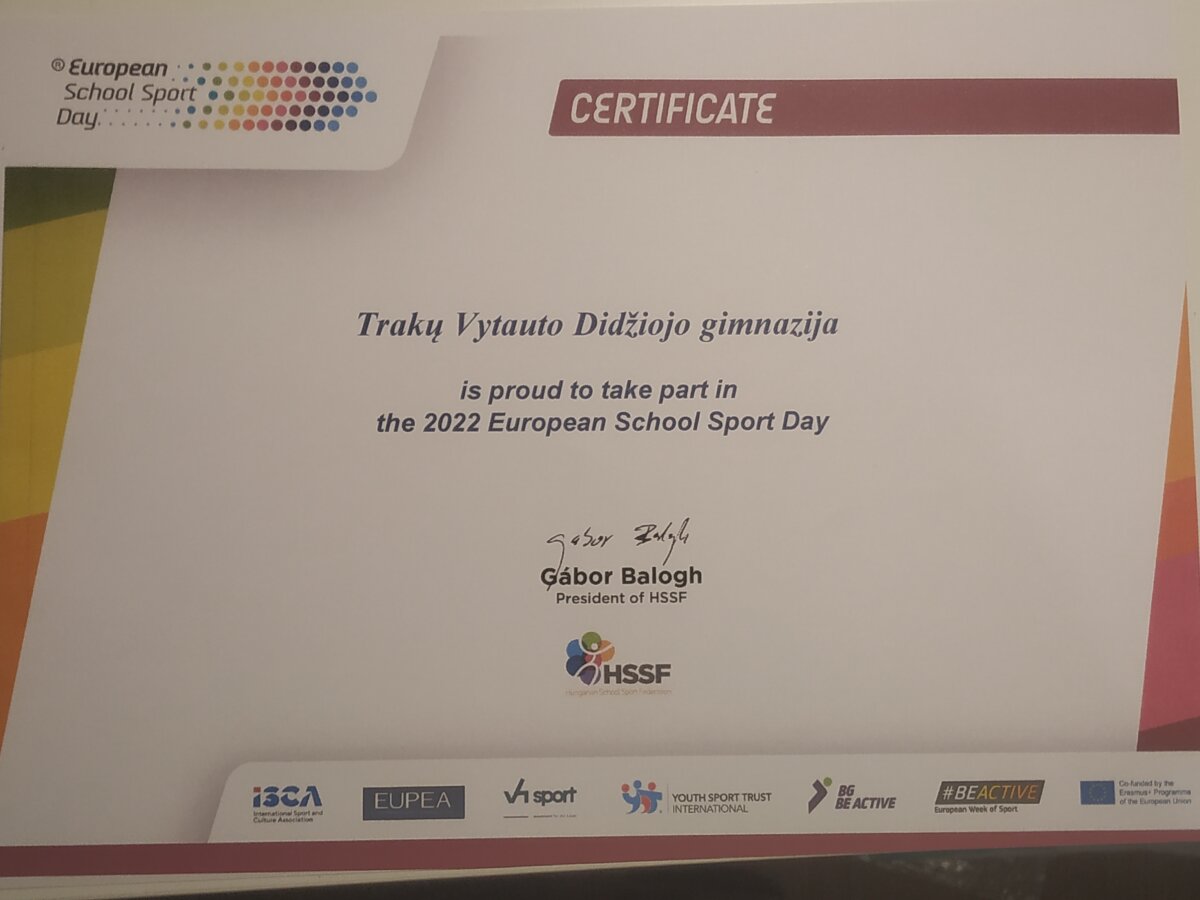 ® European
School Sport
Day
CERTIFICATE
Trakų Vytauto Didžiojo gimnazija
is proud to take part in
the 2022 European School Sport Day
Gábor Balogh
Gábor Balogh
President of HSSF
HSSF
Hungarian School Sport Federation
ISCA
International Sport and
Culture Association
EUPEA
sport
YOUTH SPORT TRUST
INTERNATIONAL
BG
BE ACTIVE
#BEACTIVE
European Week of Sport
Co-funded by the
Erasmus+ Programme
of the European Union